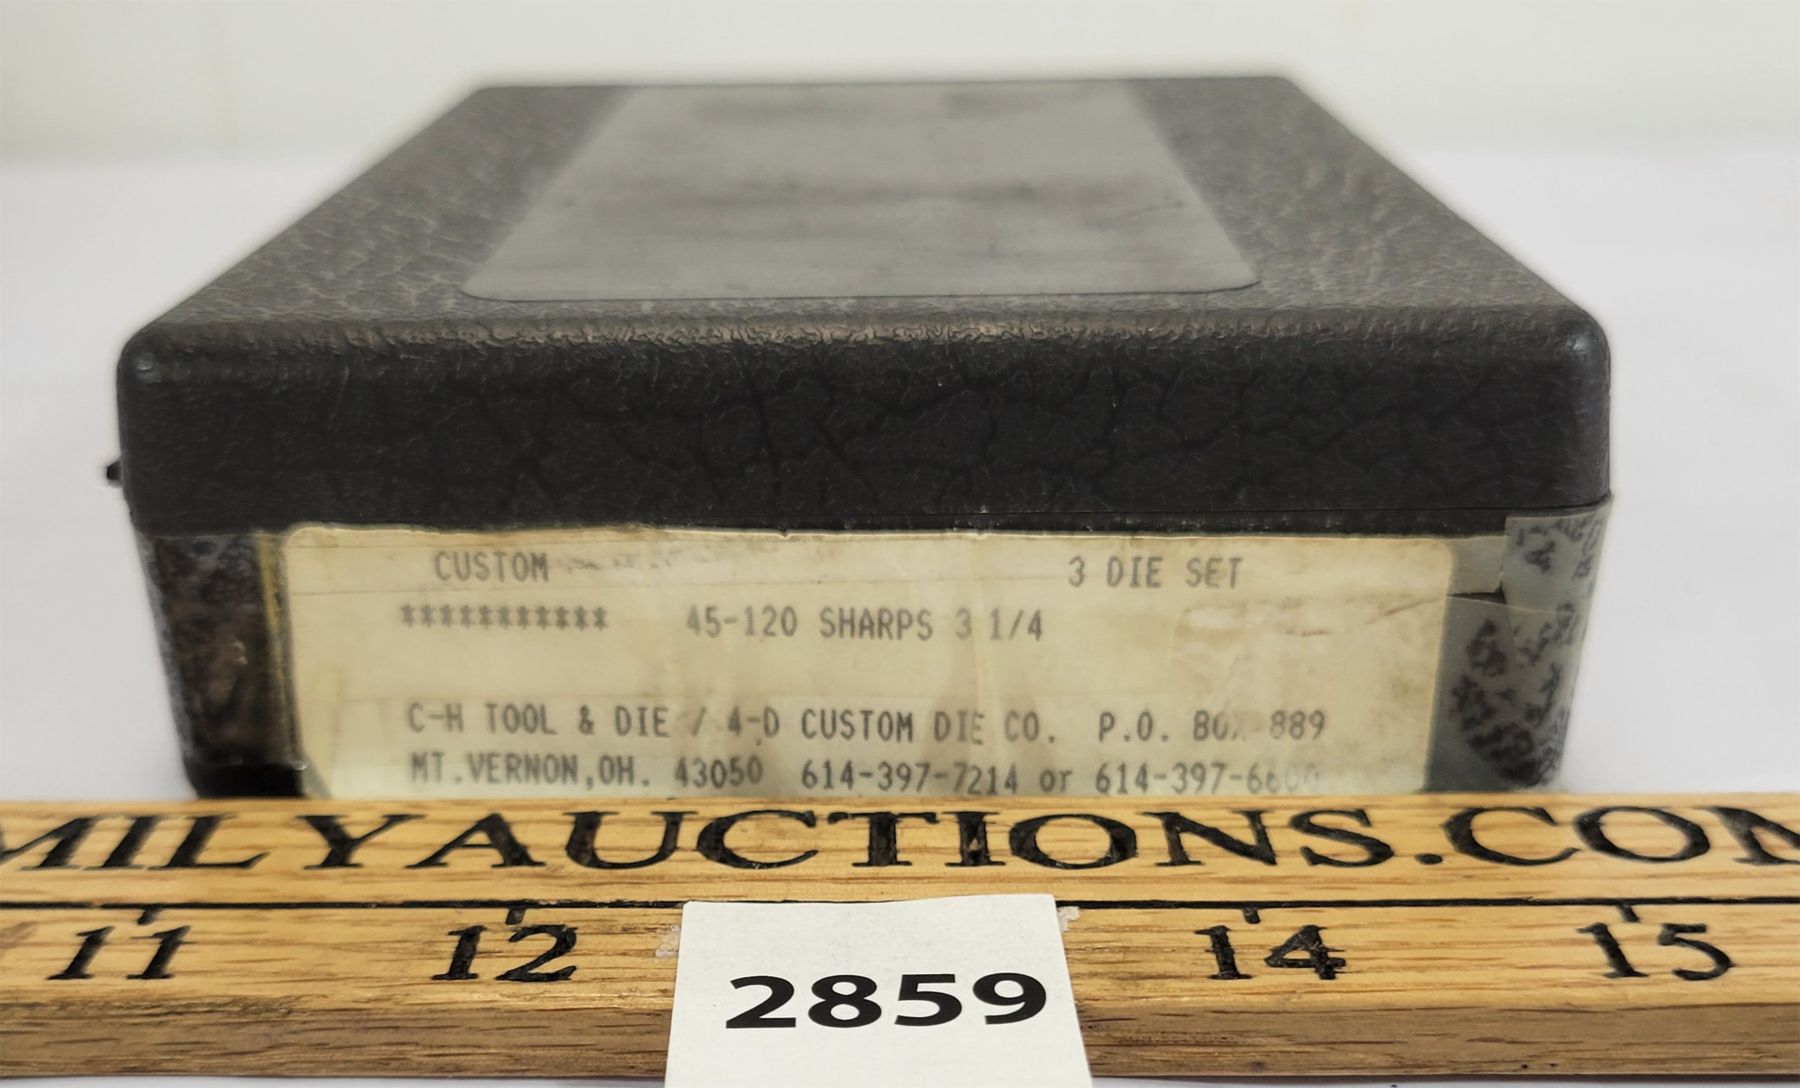 CUSTOM 3 DIE SET
*********** 45-120 SHARPS 3 1/4
C-H TOOL & DIE / 4-D CUSTOM DIE CO. P.O. BOX 889
MT.VERNON,OH. 43050 614-397-7214 or
MILYAUCTIONS.COM
11 12 14 15
2859